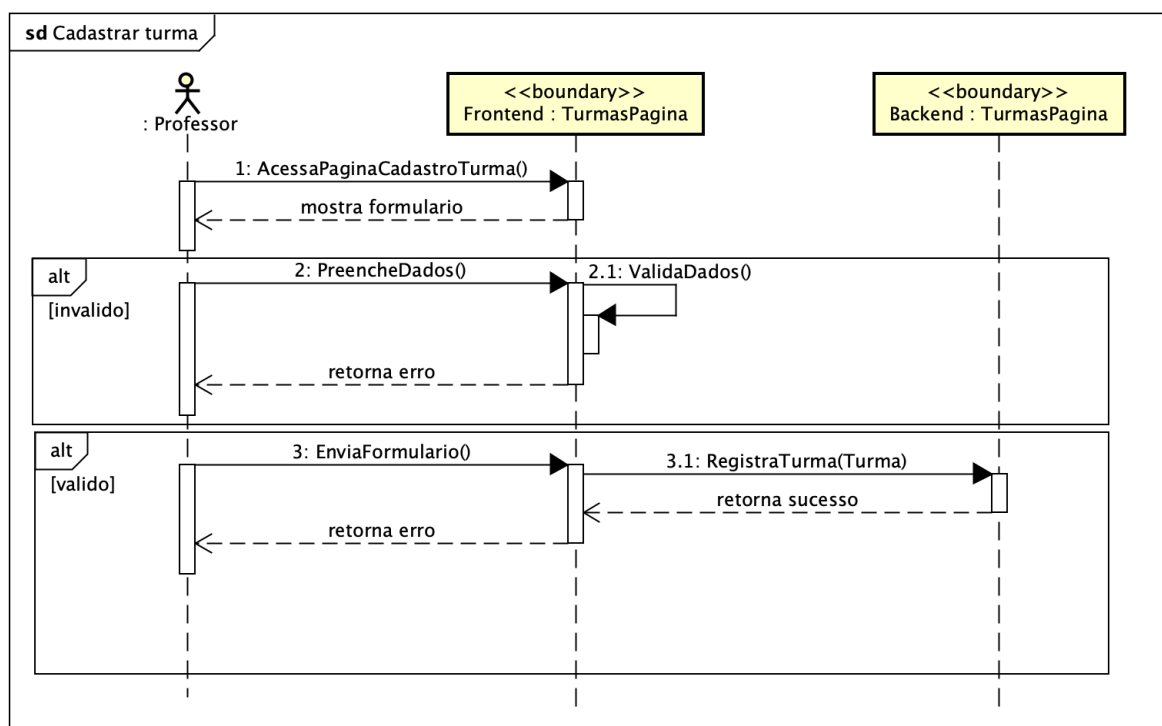 sd Cadastrar turma
: Professor
<<boundary>>
Frontend : TurmasPagina
<<boundary>>
Backend : TurmasPagina
1: AcessaPaginaCadastroTurma()
mostra formulario
alt
[invalido]
2: PreencheDados()
2.1: ValidaDados()
retorna erro
alt
[valido]
3: EnviaFormulario()
3.1: RegistraTurma(Turma)
retorna sucesso
retorna erro